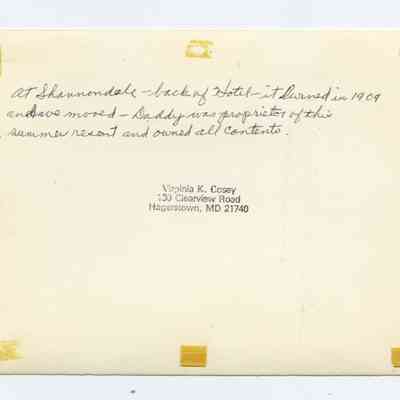 At Shannondale - back of Hotel - it burned in 1909
and we moved - Daddy was proprietor of this
summer resort and owned all contents.
Virginia K. Cosey
130 Clearview Road
Hagerstown, MD 21740